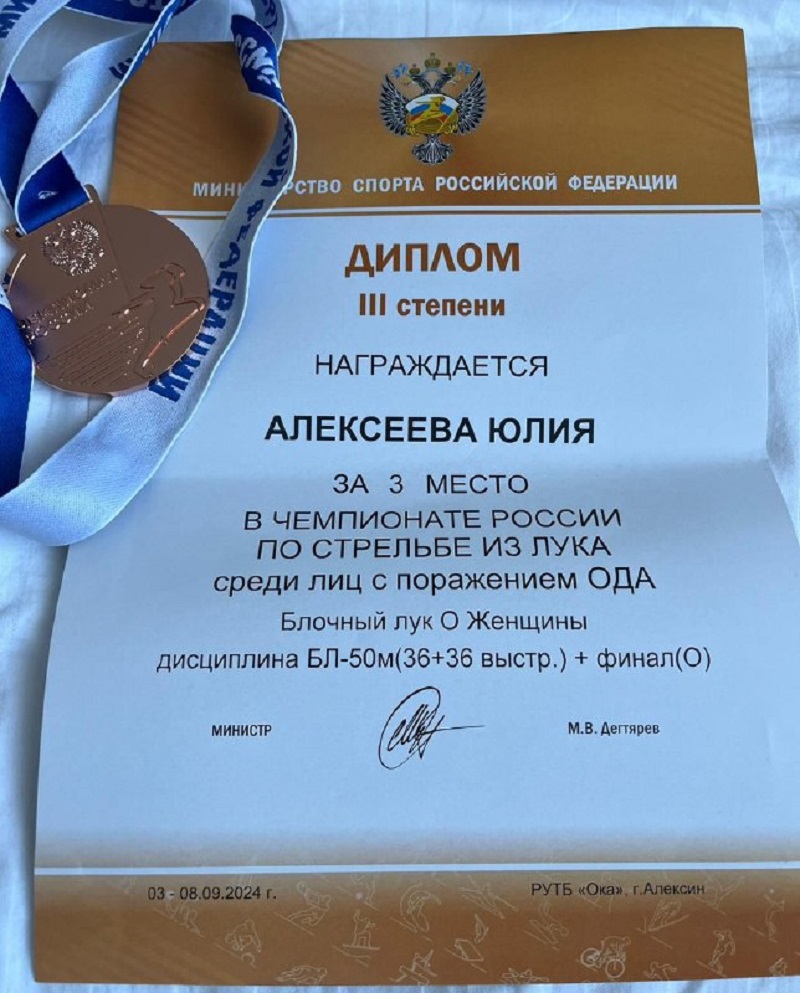 СПОРТА РОССИЙСКОЙ ФЕДЕРАЦИИ
ДИПЛОМ
III степени
НАГРАЖДАЕТСЯ
АЛЕКСЕЕВА ЮЛИЯ
ЗА 3 МЕСТО
В ЧЕМПИОНАТЕ РОССИИ
ПО СТРЕЛЬБЕ ИЗ ЛУКА
среди лиц с поражением ОДА
Блочный лук О Женщины
дисциплина БЛ-50м(36+36 выстр.) + финал(О)
МИНИСТР
М.В. Дегтярев
03 - 08.09.2024 г.
РУТБ «Ока», г.Алексин
ФЕДЕРАЦИИ